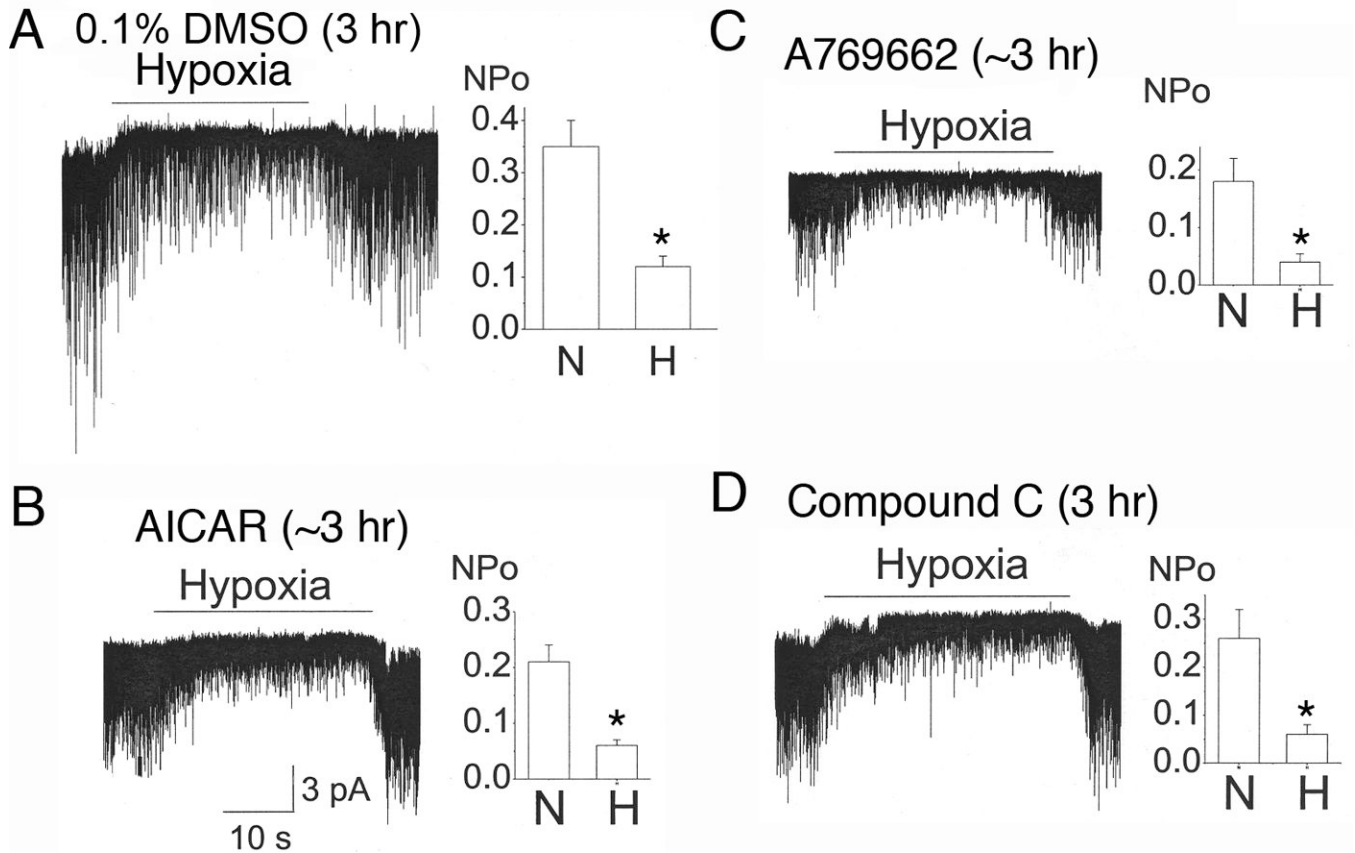 A
0.1% DMSO (3 hr)
Hypoxia
NPo
0.4
0.3
0.2
0.1
0.0
*
N H
B
AICAR (~3 hr)
Hypoxia
3 pA
10 s
NPo
0.3
0.2
0.1
0.0
*
N H
C
A769662 (~3 hr)
Hypoxia
NPo
0.2
0.1
0.0
*
N H
D
Compound C (3 hr)
Hypoxia
NPo
0.3
0.2
0.1
0.0
*
N H